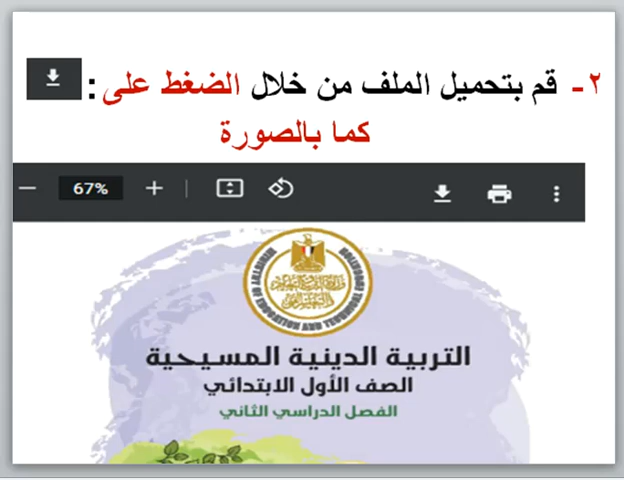 ٢- قم بتحميل الملف من خلال الضغط على :
كما بالصورة
67%
التربية الدينية المسيحية
الصف الأول الابتدائي
الفصل الدراسي الثاني